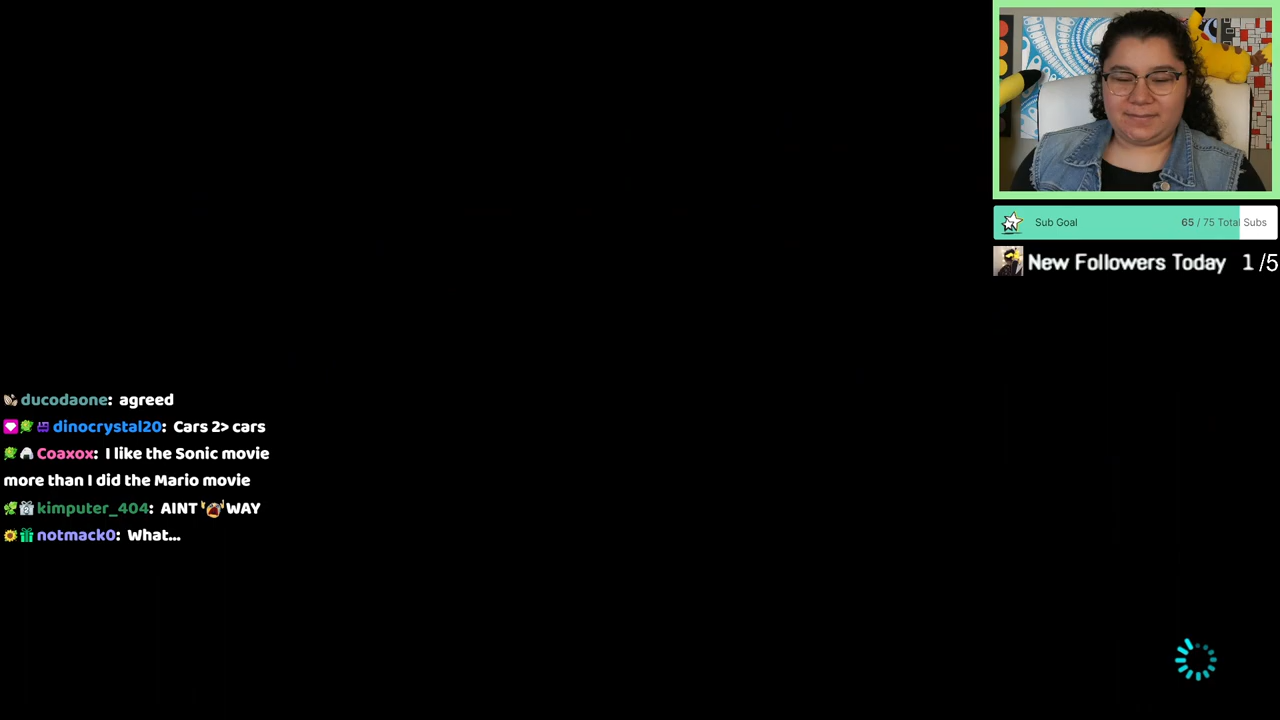 Sub Goal
65 / 75 Total Subs
New Followers Today 1 /5
ducodaone: agreed
dinocrystal20: Cars 2> cars
Coaxox: I like the Sonic movie
more than I did the Mario movie
kimputer_404: AINT WAY
notmack0: What...